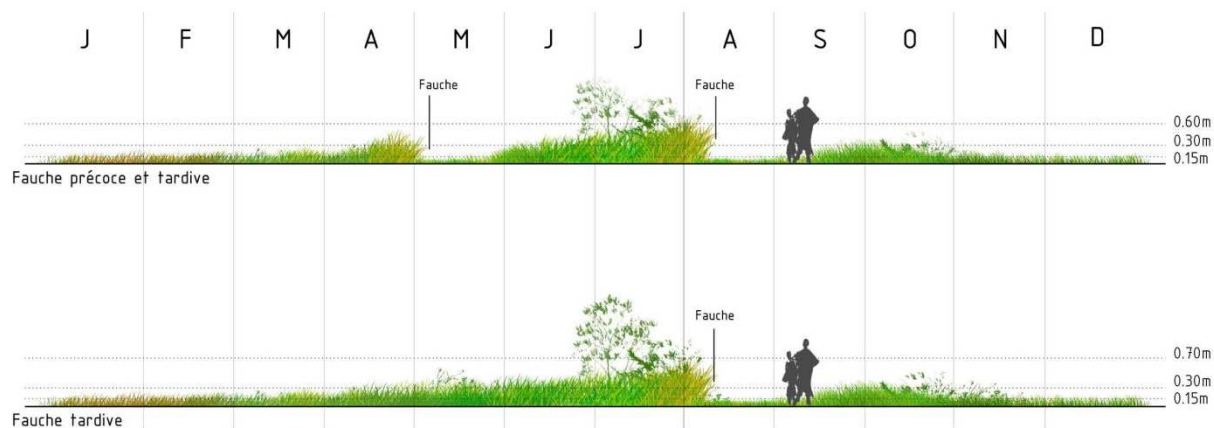 J F M A M J J A S O N D
Fauche
Fauche
0.60m
0.30m
0.15m
Fauche précoce et tardive
Fauche
0.70m
0.30m
0.15m
Fauche tardive